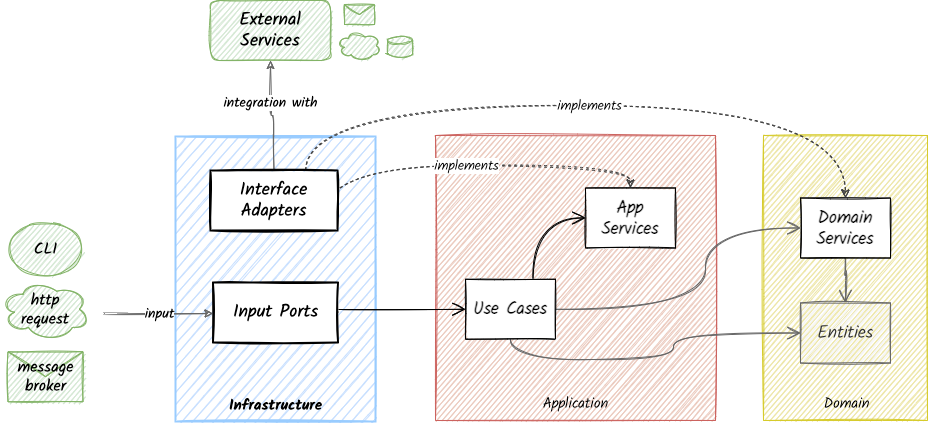 External
Services
integration with
implements
implements
Interface
Adapters
App
Services
Domain
Services
CLI
http
request
input
Input Ports
Use Cases
Entities
message
broker
Infrastructure
Application
Domain